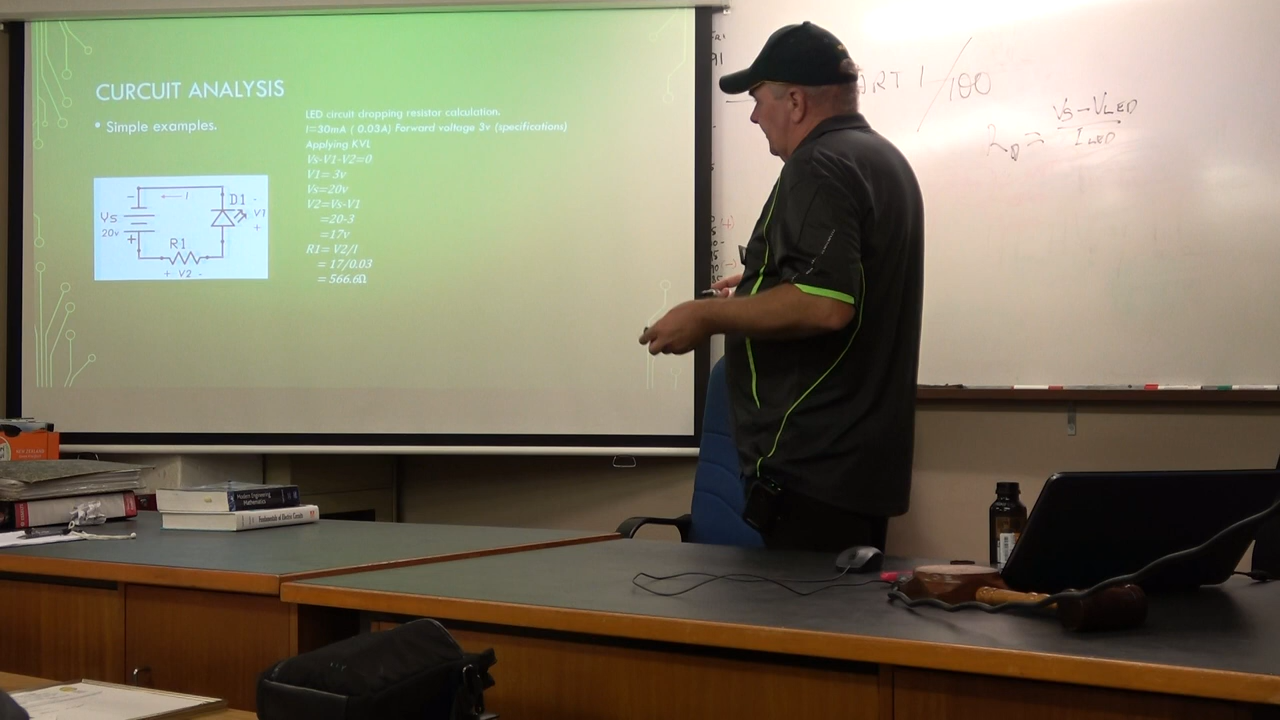 CURCUIT ANALYSIS
• Simple examples.
LED circuit dropping resistor calculation.
I=30mA ( 0.03A) Forward voltage 3v (specifications)
Applying KVL
Vs-V1-V2=0
V1= 3v
Vs=20v
V2=Vs-V1
=20-3
=17v
R1= V2/I
= 17/0.03
= 566.6Ω
- I
Vs
20v
+
D1 -
V1
+
R1
+ V2 -
ART 1/100
Vs - VLED
ILED
Modern Engineering
Mathematics
Fundamentals of Electric Circuits
NEW ZEALAND